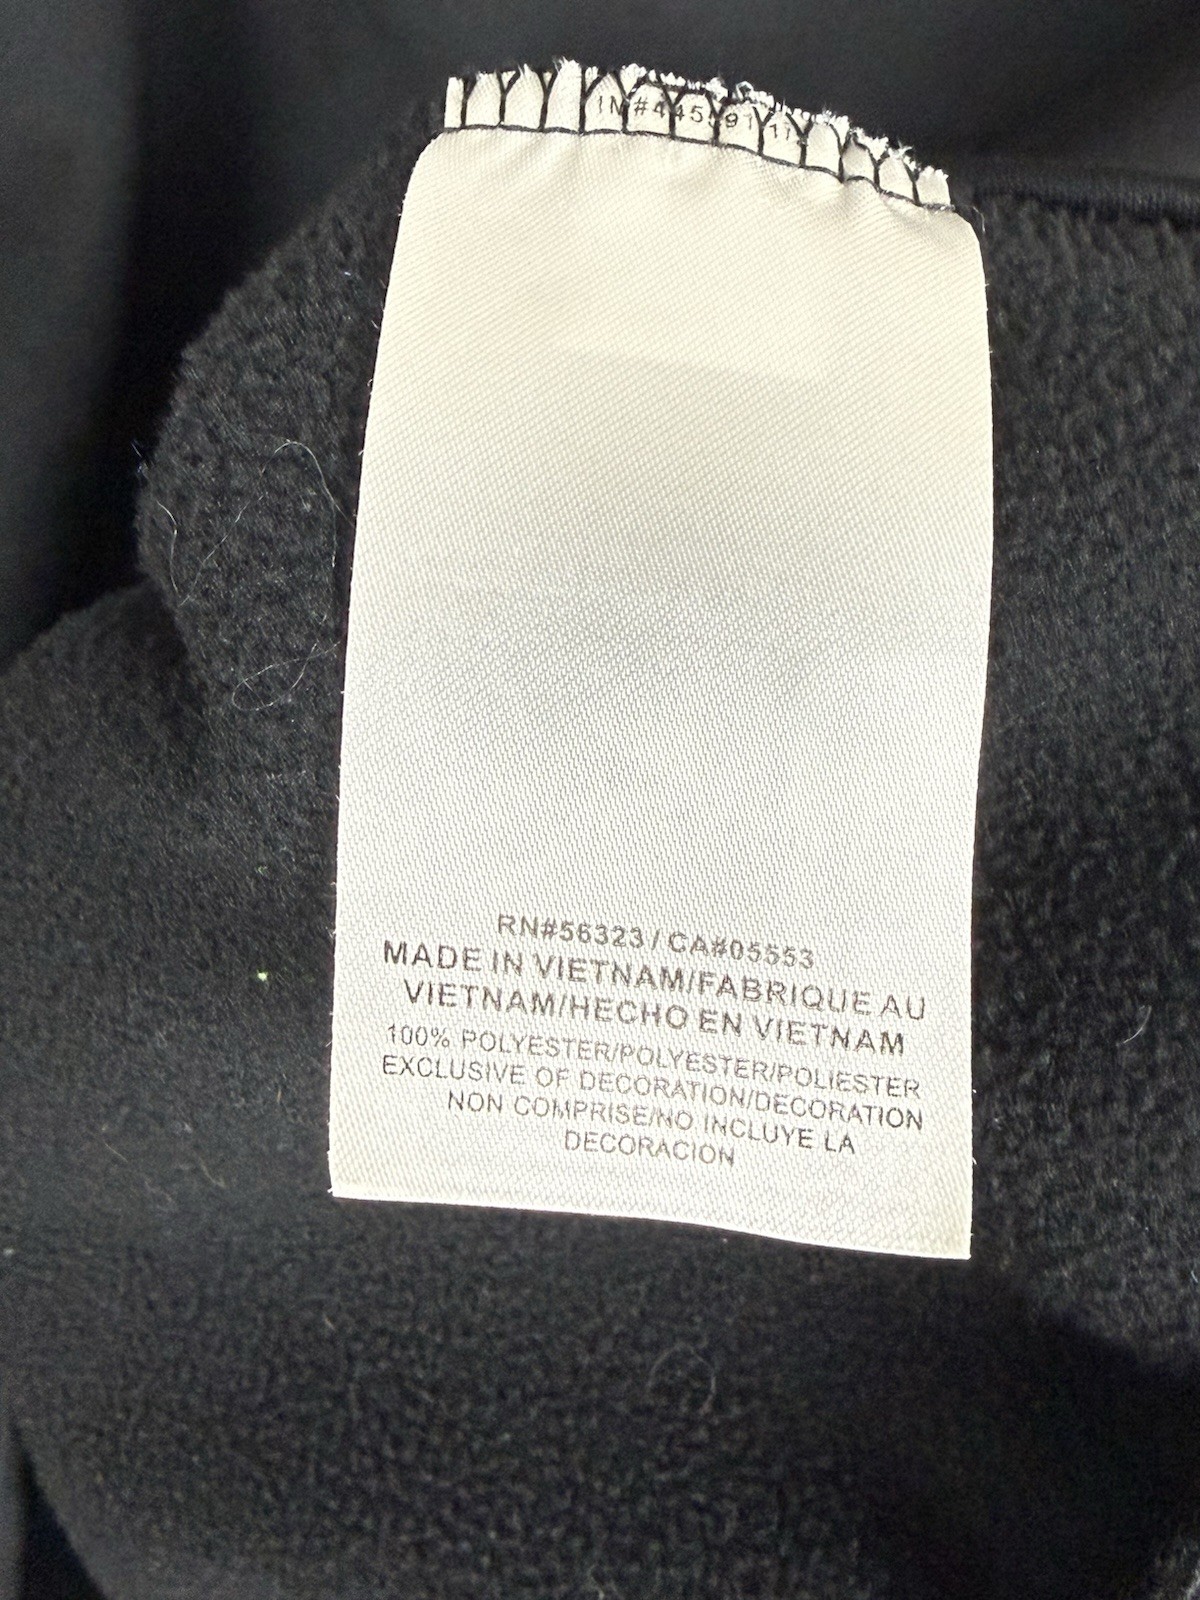 RN#56323 / CA#05553
MADE IN VIETNAM/FABRIQUE AU
VIETNAM/HECHO EN VIETNAM
100% POLYESTER/POLYESTER/POLIESTER
EXCLUSIVE OF DECORATION/DECORATION
NON COMPRISE/NO INCLUYE LA
DECORACION